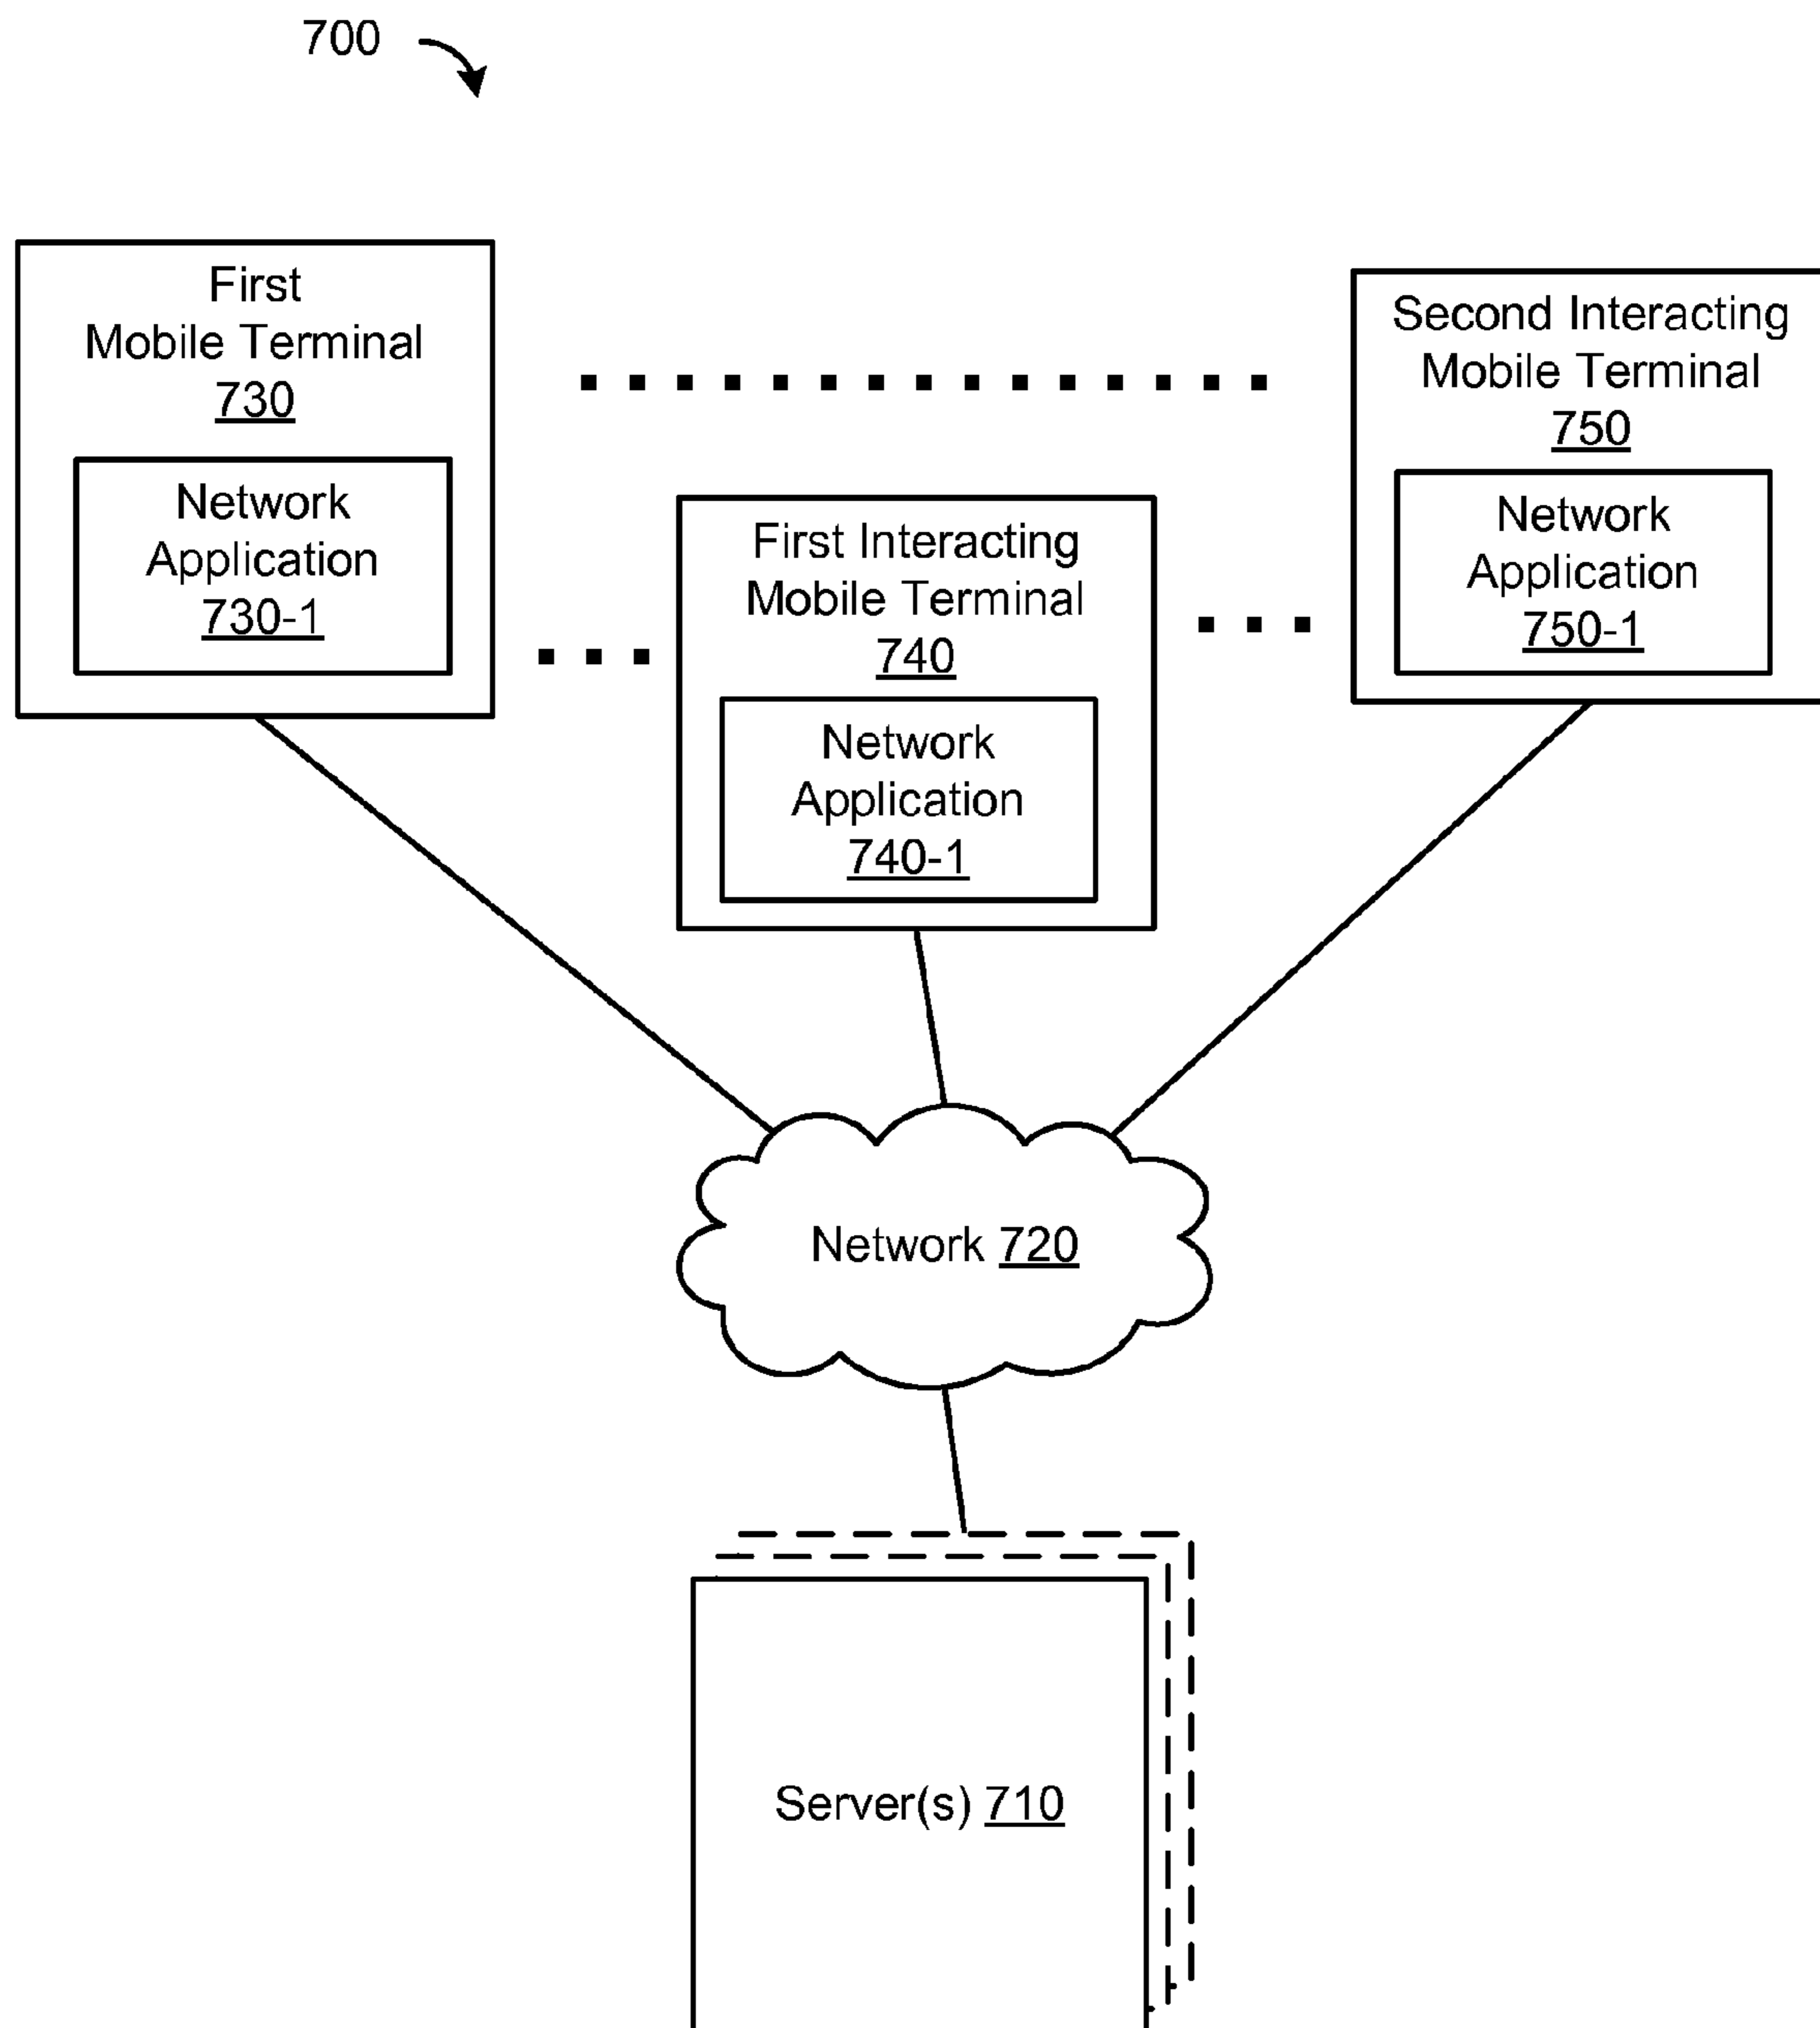 700
First
Mobile Terminal
730
Network
Application
730-1
First Interacting
Mobile Terminal
740
Network
Application
740-1
Second Interacting
Mobile Terminal
750
Network
Application
750-1
Network 720
Server(s) 710